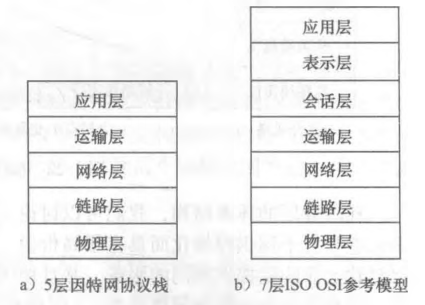 应用层
运输层
网络层
链路层
物理层
a）5层因特网协议栈
应用层
表示层
会话层
运输层
网络层
链路层
物理层
b）7层ISO OSI参考模型